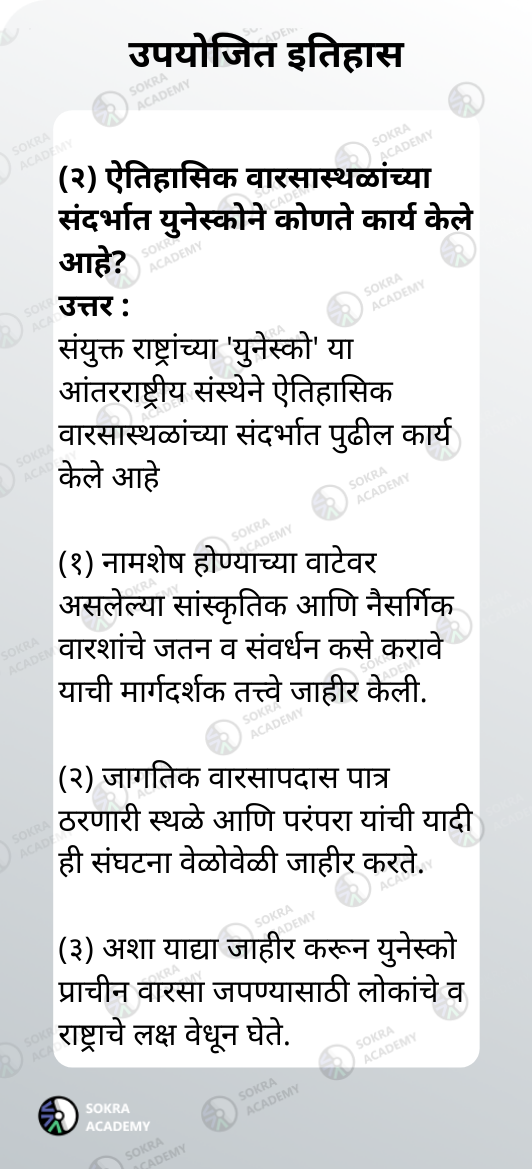 उपयोजित इतिहास
(२) ऐतिहासिक वारसास्थळांच्या
संदर्भात युनेस्कोने कोणते कार्य केले
आहे?
उत्तर :
संयुक्त राष्ट्रांच्या 'युनेस्को' या
आंतरराष्ट्रीय संस्थेने ऐतिहासिक
वारसास्थळांच्या संदर्भात पुढील कार्य
केले आहे
(१) नामशेष होण्याच्या वाटेवर
असलेल्या सांस्कृतिक आणि नैसर्गिक
वारशांचे जतन व संवर्धन कसे करावे
याची मार्गदर्शक तत्त्वे जाहीर केली.
(२) जागतिक वारसापदास पात्र
ठरणारी स्थळे आणि परंपरा यांची यादी
ही संघटना वेळोवेळी जाहीर करते.
(३) अशा याद्या जाहीर करून युनेस्को
प्राचीन वारसा जपण्यासाठी लोकांचे व
राष्ट्राचे लक्ष वेधून घेते.
SOKRA
ACADEMY